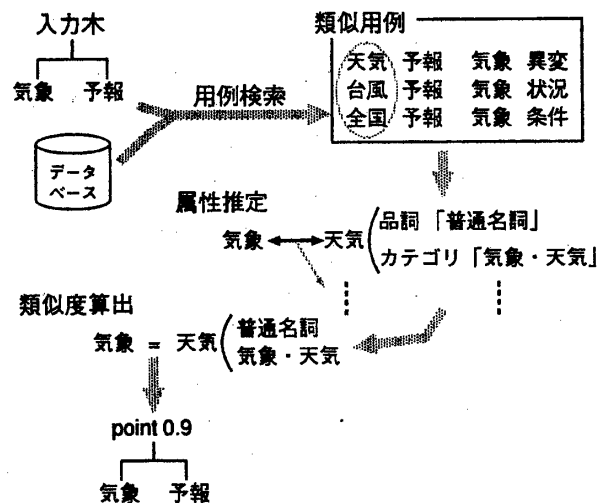 入力木
気象 予報
データ
ベース
用例検索
類似用例
天気 予報 気象 異変
台風 予報 気象 状況
全国 予報 気象 条件
属性推定
気象 天気 品詞「普通名詞」
カテゴリ「気象・天気」
類似度算出
気象 = 天気 普通名詞
気象・天気
point 0.9
気象 予報